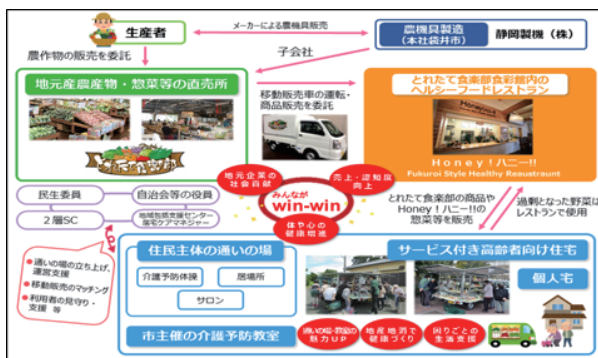 生産者
メーカーによる農機具販売
農機具製造
(本社袋井市)
静岡製機(株)
農作物の販売を委託
子会社
地元産農産物・惣菜等の直売所
移動販売車の運転・
商品販売を委託
とれたて食楽部食彩館内の
ヘルシーフードレストラン
Honey!ハニー!!
Fukuroi Style Healthy Reaustraunt
地元企業の
社会貢献
売上・認知度
向上
みんなが
win-win
体や心の
健康増進
民生委員
自治会等の役員
2層SC
地域包括支援センター
居宅ケアマネジャー
とれたて食楽部の商品や
Honey!ハニー!!の
惣菜等を販売
過剰となった野菜は
レストランで使用
●通いの場の立ち上げ、
運営支援
●移動販売のマッチング
●利用者の見守り・
支援 等
住民主体の通いの場
介護予防体操
居場所
サロン
市主催の介護予防教室
サービス付き高齢者向け住宅
個人宅
通いの場・教室の
魅力UP
地産地消で
健康づくり
困りごとの
生活支援